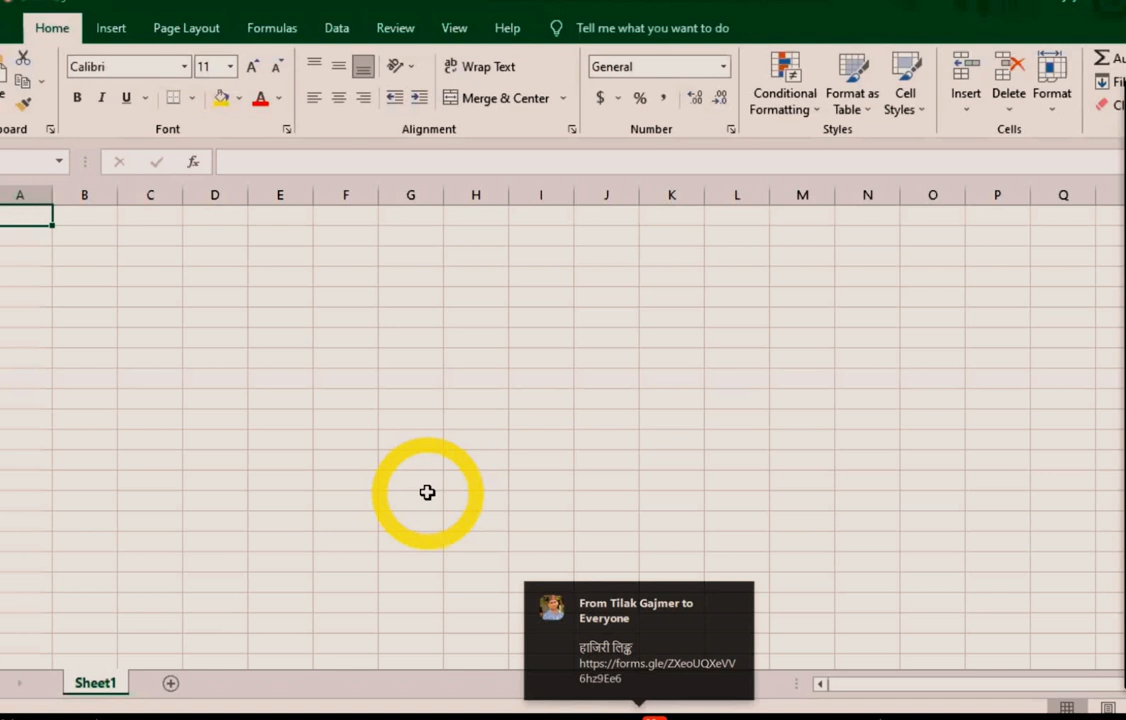 Home Insert Page Layout Formulas Data Review View Help Tell me what you want to do
Calibri 11 Wrap Text General
B I U Merge & Center $ % , Conditional Formatting Format as Table Cell Styles Insert Delete Format
Font Alignment Number Styles Cells
fx
A B C D E F G H I J K L M N O P Q
From Tilak Gajmer to
Everyone
हाजिरी लिङ्क
https://forms.gle/ZXeoUQXeVV
6hz9Ee6
Sheet1